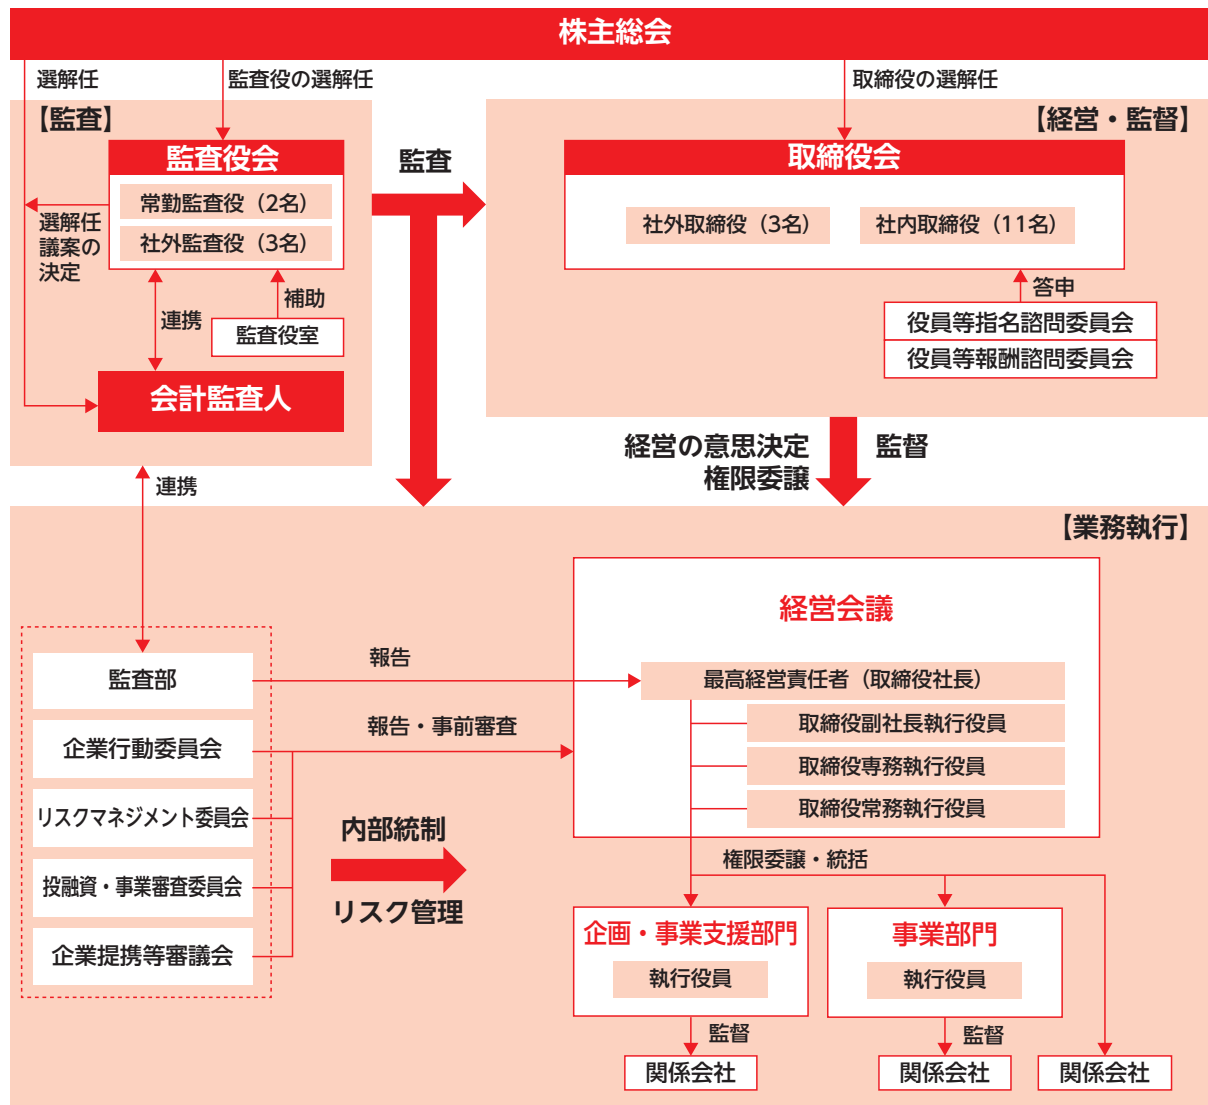 株主総会
選解任
監査役の選解任
取締役の選解任
【監査】
監査役会
常勤監査役（2名）
社外監査役（3名）
選解任
議案の
決定
連携
補助
監査役室
会計監査人
監査
【経営・監督】
取締役会
社外取締役（3名）
社内取締役（11名）
答申
役員等指名諮問委員会
役員等報酬諮問委員会
経営の意思決定
権限委譲
監督
連携
【業務執行】
監査部
企業行動委員会
リスクマネジメント委員会
投融資・事業審査委員会
企業提携等審議会
報告
報告・事前審査
内部統制
リスク管理
経営会議
最高経営責任者（取締役社長）
取締役副社長執行役員
取締役専務執行役員
取締役常務執行役員
権限委譲・統括
企画・事業支援部門
執行役員
事業部門
執行役員
監督
監督
関係会社
関係会社
関係会社